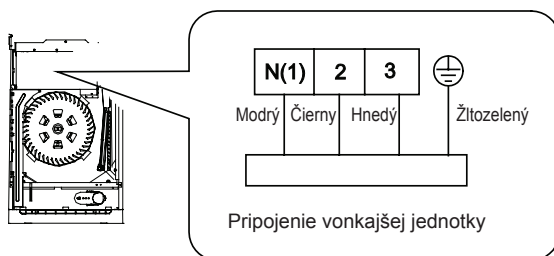 N(1) 2 3
Modrý Čierny Hnedý Žltozelený
Pripojenie vonkajšej jednotky